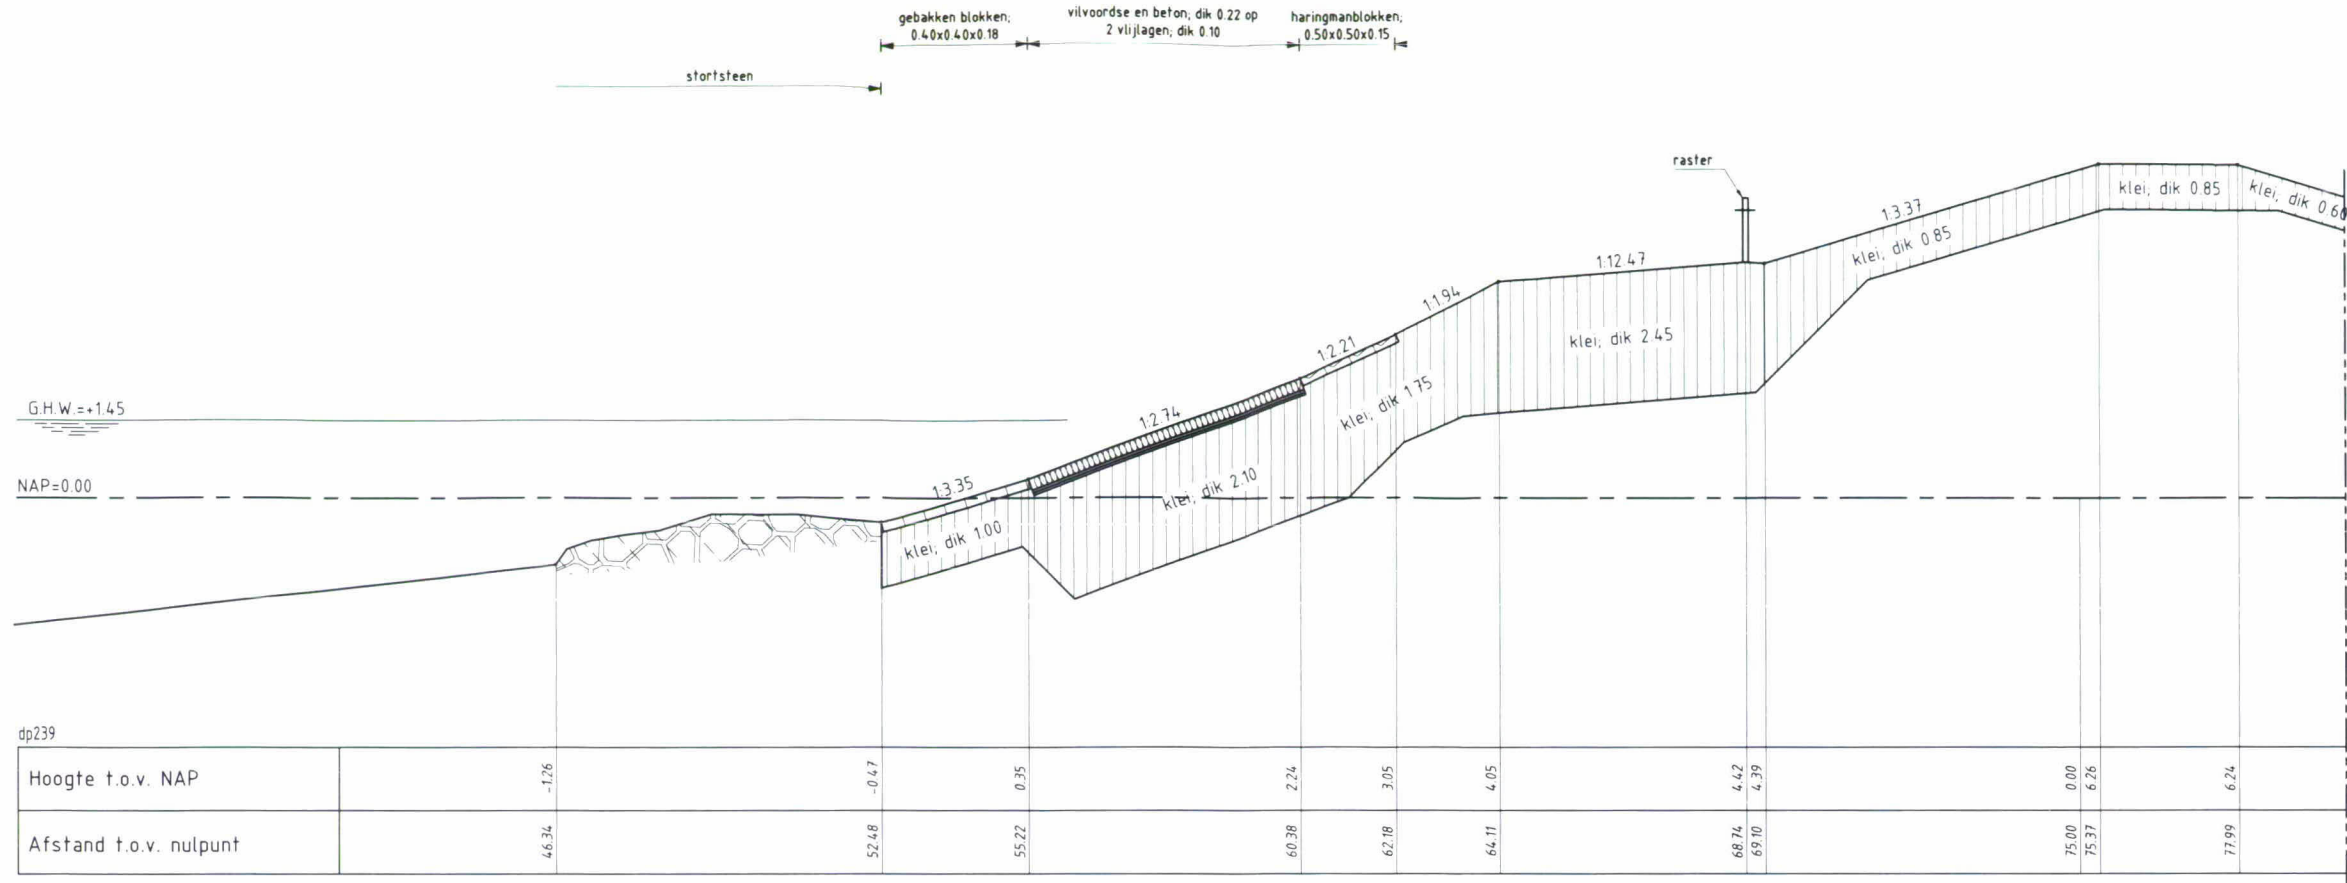 gebakken blokken;
0.40x0.40x0.18
vilvoordse en beton; dik 0.22 op
2 vlijlagen; dik 0.10
haringmanblokken;
0.50x0.50x0.15
stortsteen
raster
klei; dik 0.85
klei; dik 0.60
1:3.37
klei; dik 0.85
1:12.47
1:1.94
klei; dik 2.45
1:2.21
klei; dik 1.75
G.H.W.=+1.45
1:2.74
NAP=0.00
1:3.35
klei; dik 2.10
klei; dik 1.00
dp239
Hoogte t.o.v. NAP -1.26 -0.47 0.35 2.24 3.05 4.05 4.42 4.39 0.00 6.26 6.24
Afstand t.o.v. nulpunt 46.34 52.48 55.22 60.38 62.18 64.11 68.74 69.10 75.00 75.37 77.99